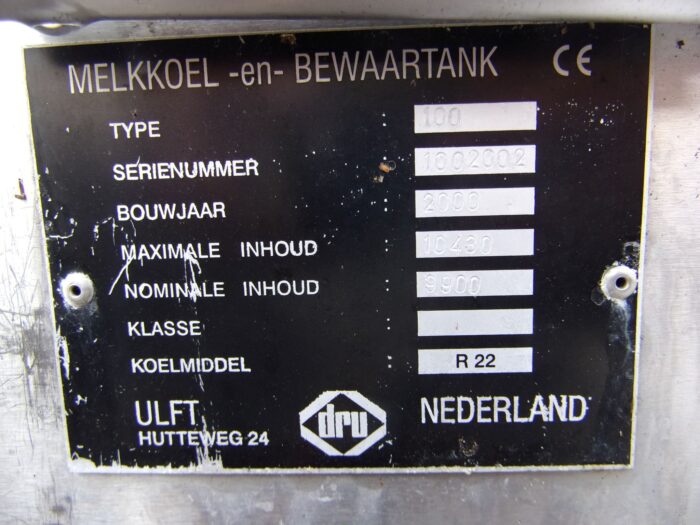 MELKKOEL -en- BEWAARTANK CE
TYPE : 100
SERIENUMMER : 1602602
BOUWJAAR : 2000
MAXIMALE INHOUD : 10430
NOMINALE INHOUD : 9900
KLASSE :
KOELMIDDEL : R 22
ULFT dru NEDERLAND
HUTTEWEG 24